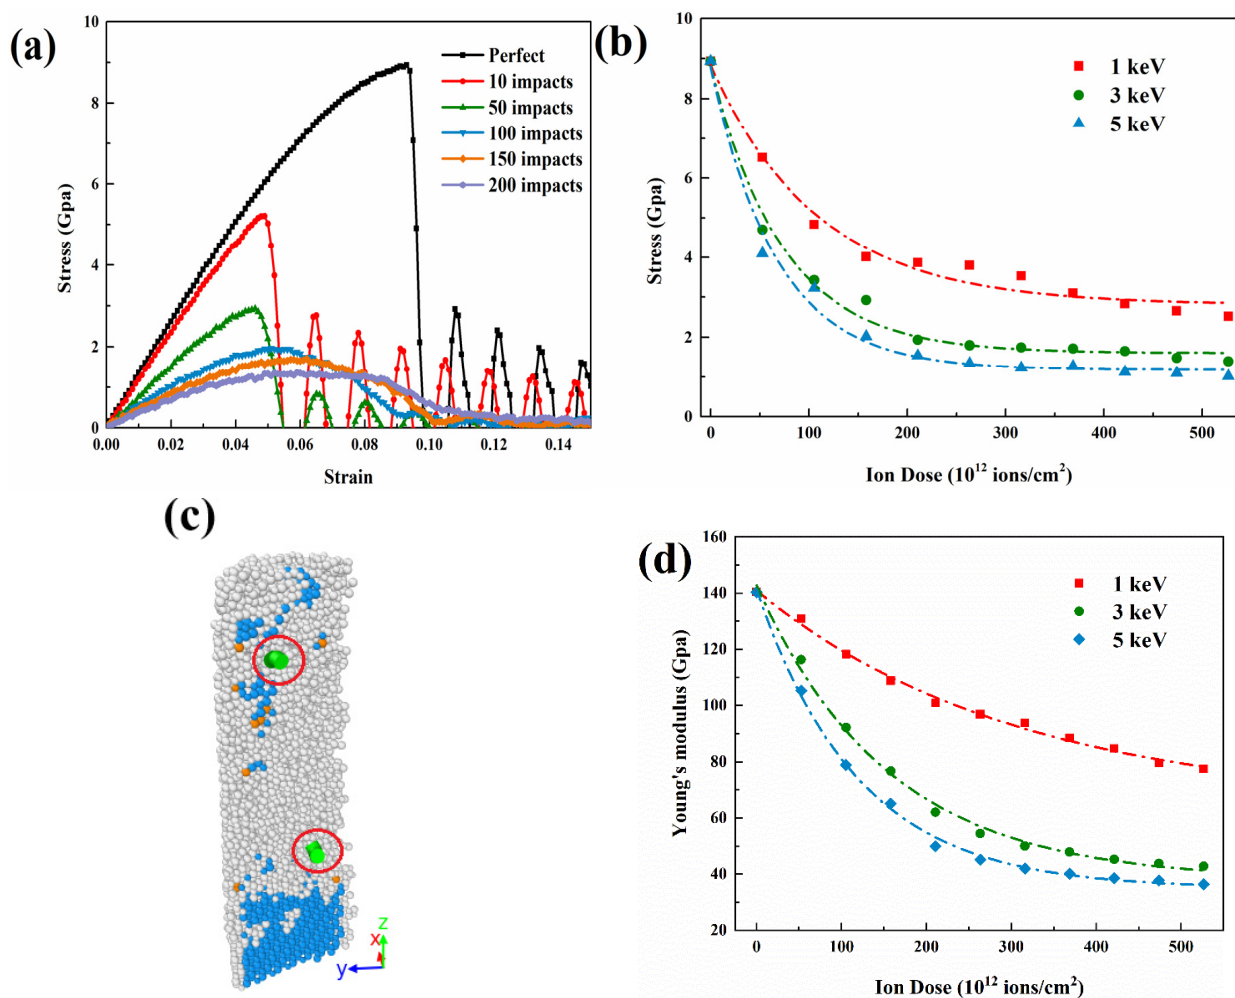 (a)
10
8
6
4
2
0
0.00 0.02 0.04 0.06 0.08 0.10 0.12 0.14
Stress (Gpa)
Strain
Perfect
10 impacts
50 impacts
100 impacts
150 impacts
200 impacts
(b)
10
8
6
4
2
0
0 100 200 300 400 500
Stress (Gpa)
Ion Dose (10¹² ions/cm²)
1 keV
3 keV
5 keV
(c)
z
x
y
(d)
160
140
120
100
80
60
40
20
0 100 200 300 400 500
Young's modulus (Gpa)
Ion Dose (10¹² ions/cm²)
1 keV
3 keV
5 keV